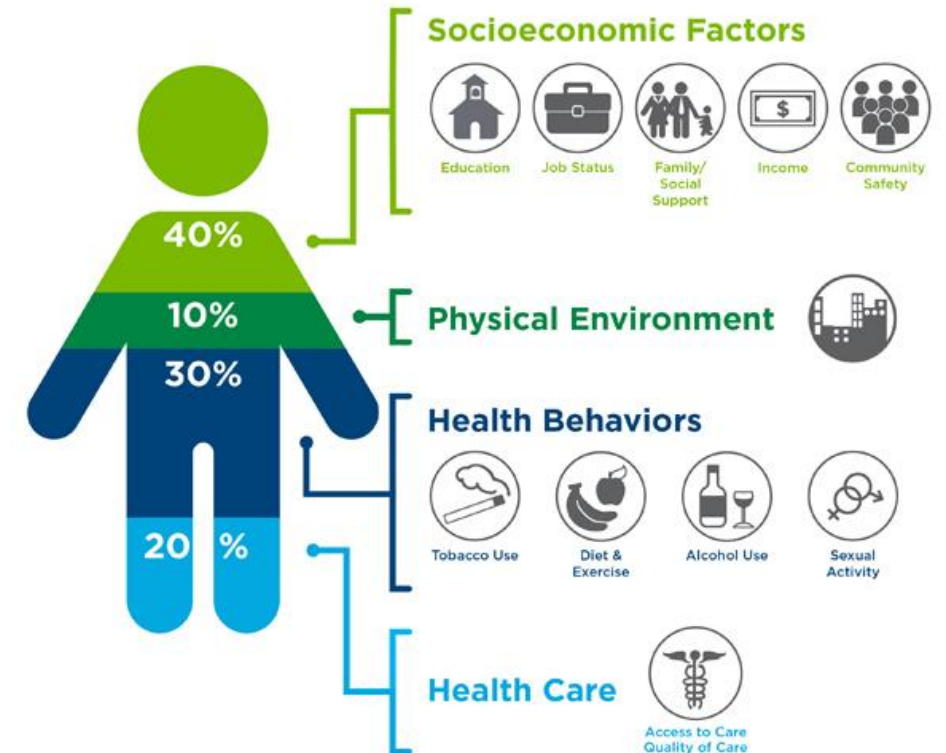 Socioeconomic Factors
$
Education
Job Status
Family/
Social
Support
Income
Community
Safety
40%
10%
Physical Environment
30%
Health Behaviors
Tobacco Use
Diet &
Exercise
Alcohol Use
Sexual
Activity
20 %
Health Care
Access to Care
Quality of Care